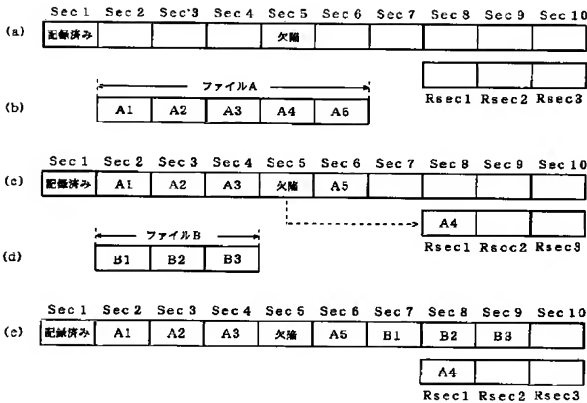 Sec 1 Sec 2 Sec 3 Sec 4 Sec 5 Sec 6 Sec 7 Sec 8 Sec 9 Sec 10
(a) 記録済み 欠陥
Rsec1 Rsec2 Rsec3
ファイルA
(b) A1 A2 A3 A4 A5
Sec 1 Sec 2 Sec 3 Sec 4 Sec 5 Sec 6 Sec 7 Sec 8 Sec 9 Sec 10
(c) 記録済み A1 A2 A3 欠陥 A5
A4
Rsec1 Rsec2 Rsec3
ファイルB
(d) B1 B2 B3
Sec 1 Sec 2 Sec 3 Sec 4 Sec 5 Sec 6 Sec 7 Sec 8 Sec 9 Sec 10
(e) 記録済み A1 A2 A3 欠陥 A5 B1 B2 B3
A4
Rsec1 Rsec2 Rsec3